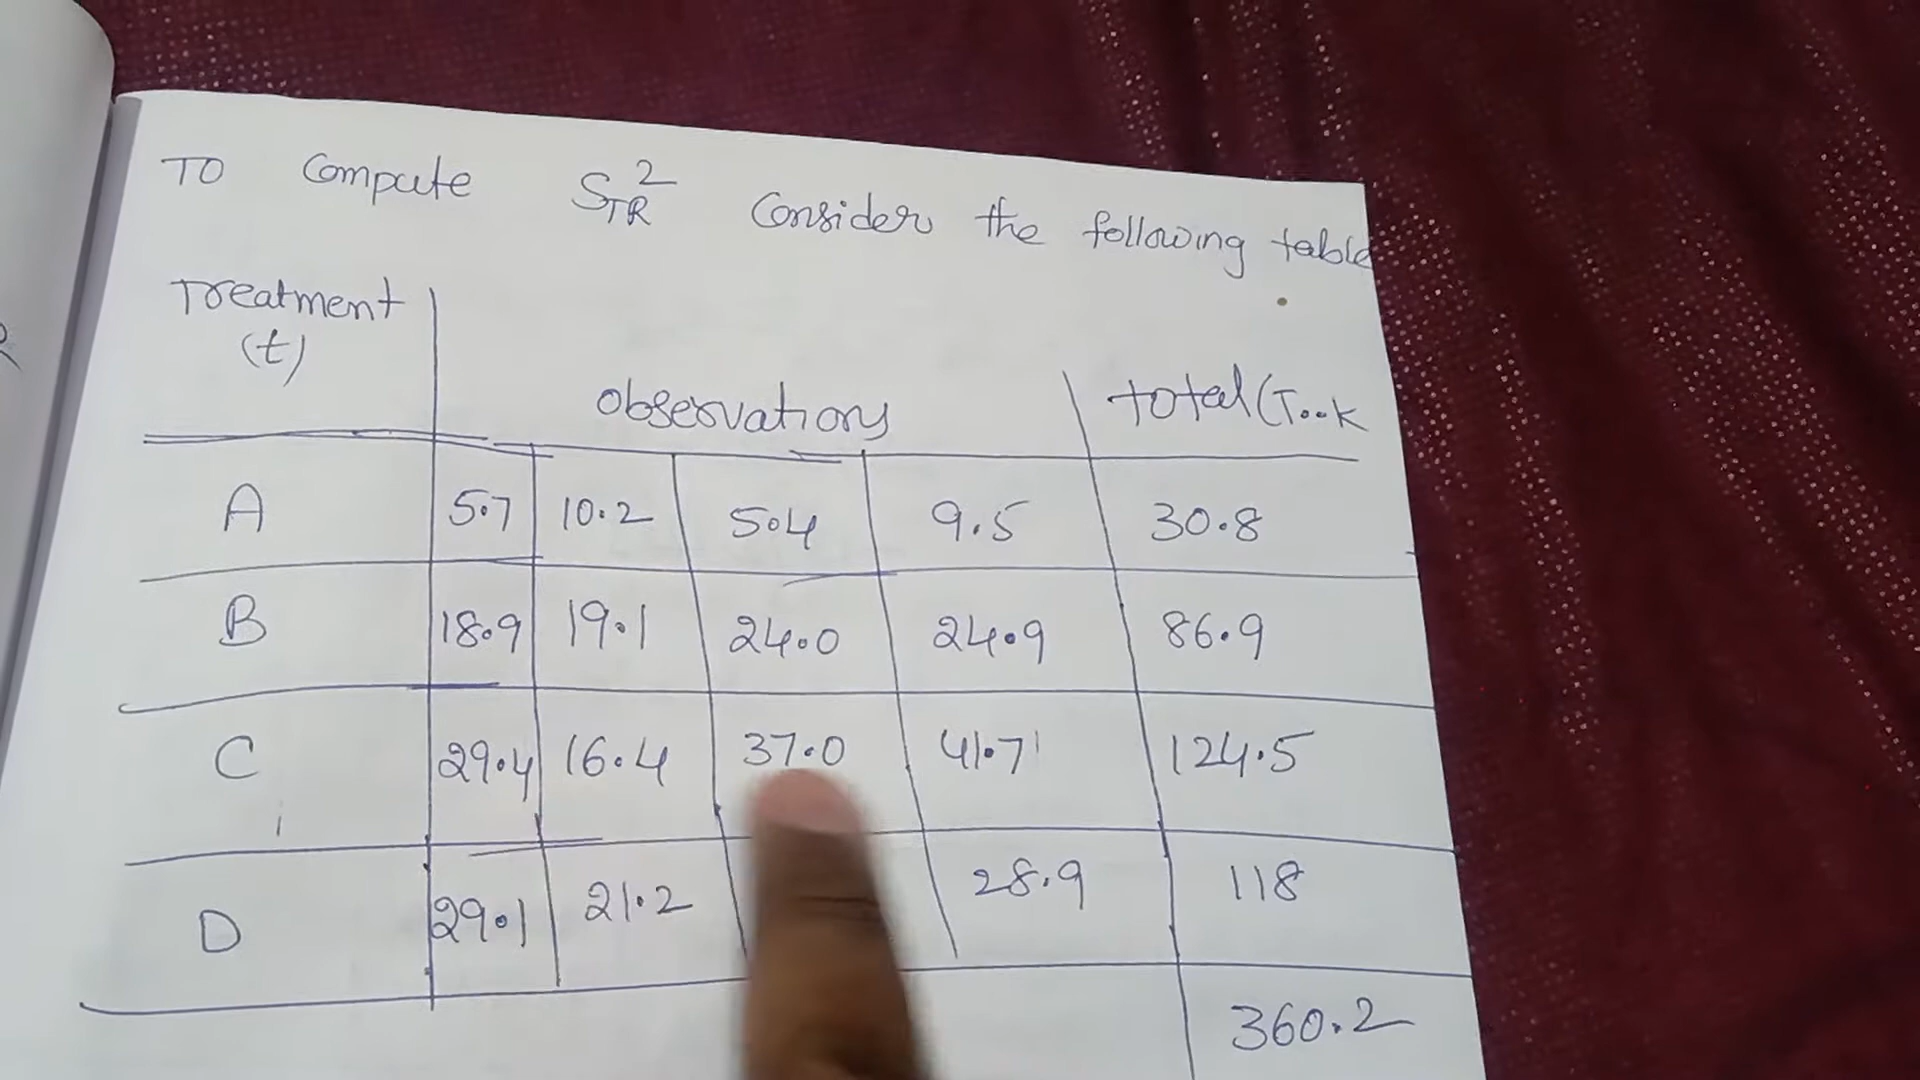 TO Compute STR² Consider the following table
Treatment
(t)
observations total (T..k
A 5.7 10.2 5.4 9.5 30.8
B 18.9 19.1 24.0 24.9 86.9
C 29.4 16.4 37.0 41.71 124.5
D 29.1 21.2 28.9 118
360.2